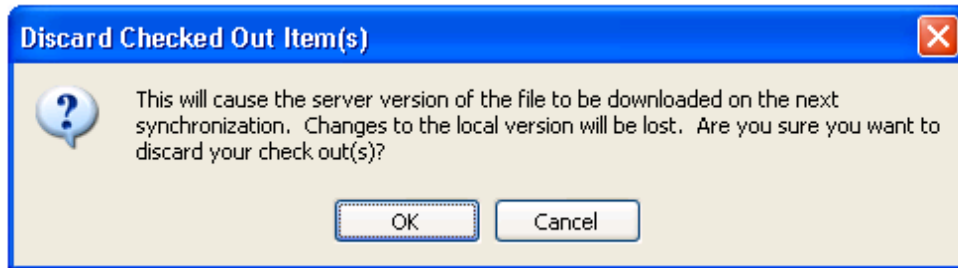 Discard Checked Out Item(s)
This will cause the server version of the file to be downloaded on the next
synchronization.  Changes to the local version will be lost.  Are you sure you want to
discard your check out(s)?
OK
Cancel